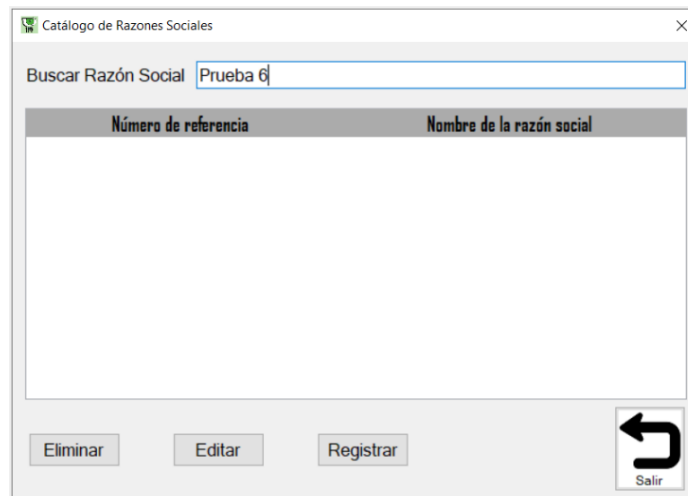 Catálogo de Razones Sociales
Buscar Razón Social Prueba 6
Número de referencia Nombre de la razón social
Eliminar Editar Registrar
Salir